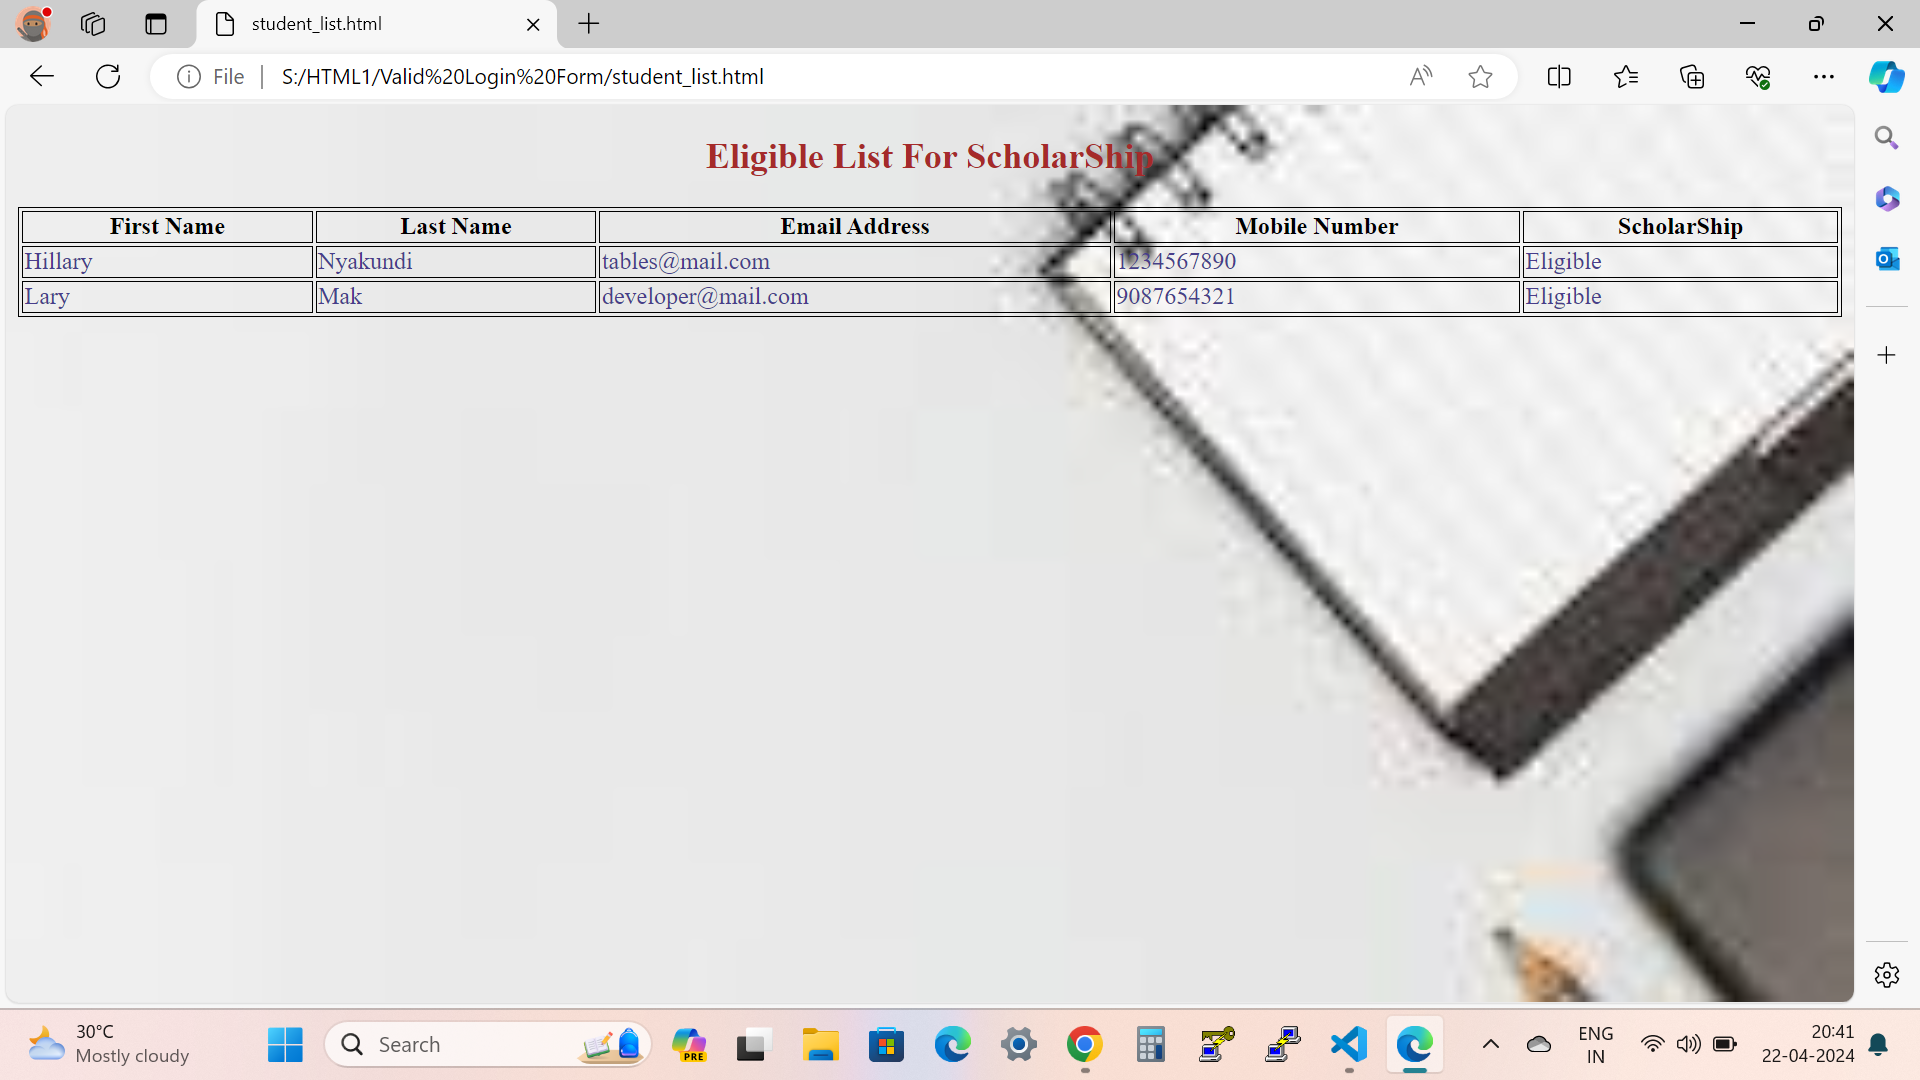 student_list.html
File S:/HTML1/Valid%20Login%20Form/student_list.html
Eligible List For ScholarShip
First Name Last Name Email Address Mobile Number ScholarShip
Hillary Nyakundi tables@mail.com 1234567890 Eligible
Lary Mak developer@mail.com 9087654321 Eligible
30°C
Mostly cloudy
Search
PRE
ENG
IN
20:41
22-04-2024